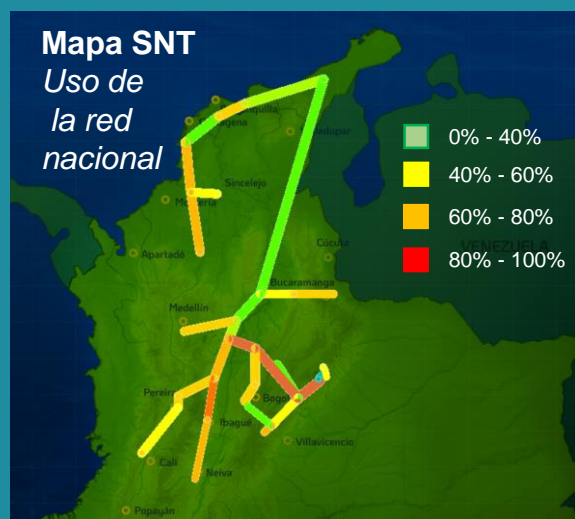 Mapa SNT
Uso de
la red
nacional
0% - 40%
40% - 60%
60% - 80%
80% - 100%
VENEZUELA
Sincelejo
Apartadó
Cúcuta
Bucaramanga
Medellín
Pereira
Ibagué
Villavicencio
Cali
Neiva
Popayán